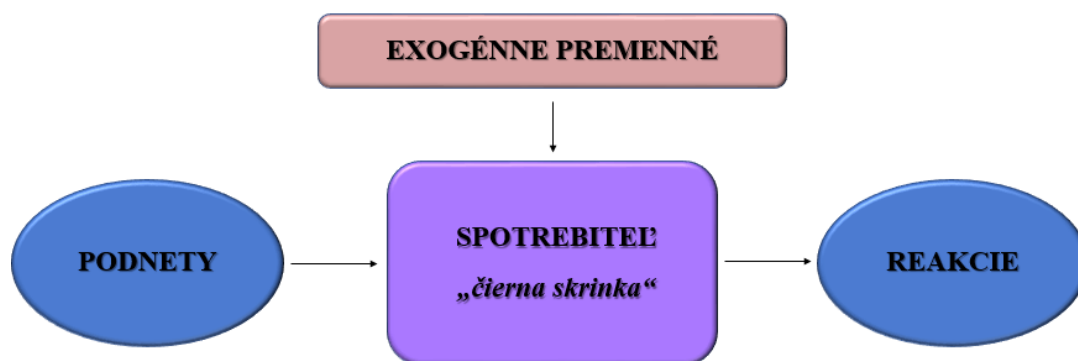 EXOGÉNNE PREMENNÉ
PODNETY
SPOTREBITEĽ
„čierna skrinka“
REAKCIE